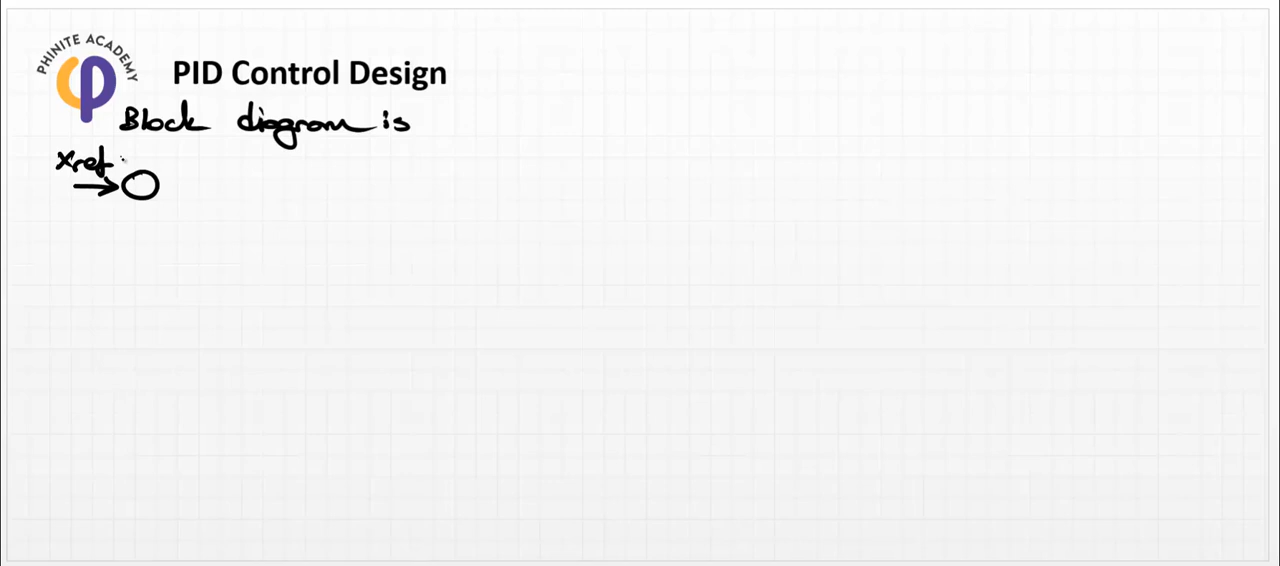 PHINITE ACADEMY
PID Control Design
Block diagram is
xref